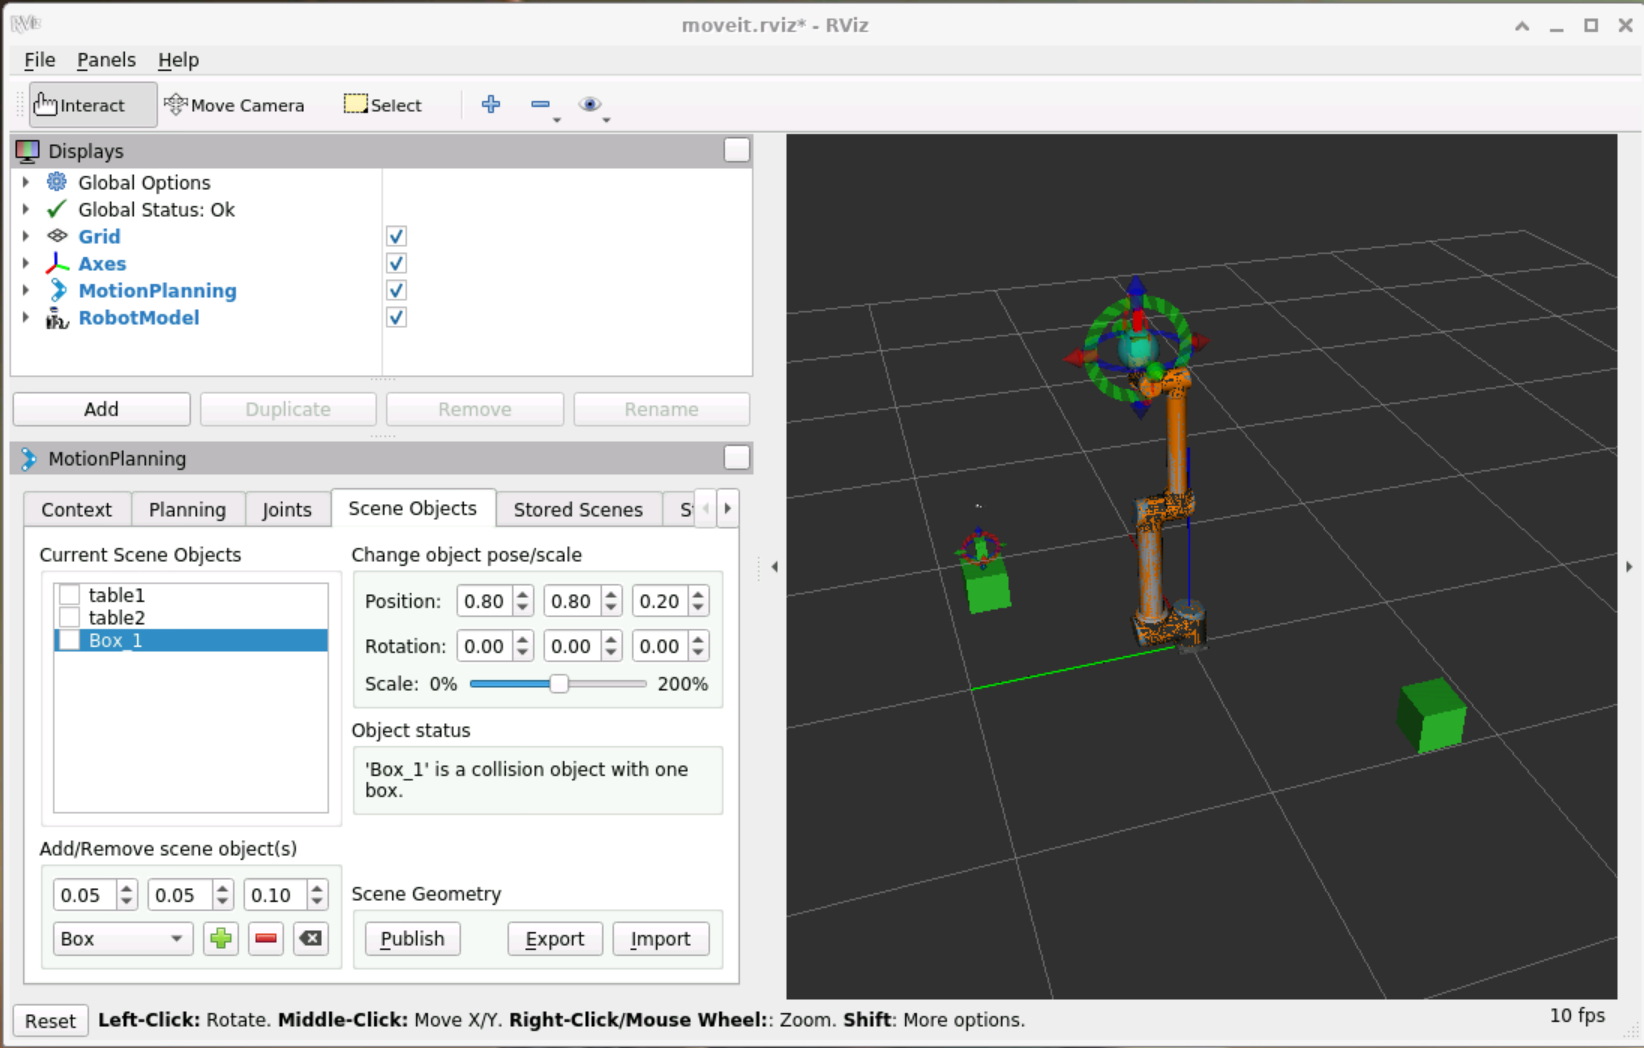 moveit.rviz* - RViz
File Panels Help
Interact Move Camera Select
Displays
Global Options
Global Status: Ok
Grid
Axes
MotionPlanning
RobotModel
Add Duplicate Remove Rename
MotionPlanning
Context Planning Joints Scene Objects Stored Scenes
Current Scene Objects
table1
table2
Box_1
Change object pose/scale
Position: 0.80 0.80 0.20
Rotation: 0.00 0.00 0.00
Scale: 0% 200%
Object status
'Box_1' is a collision object with one
box.
Add/Remove scene object(s)
0.05 0.05 0.10
Box
Scene Geometry
Publish Export Import
Reset Left-Click: Rotate. Middle-Click: Move X/Y. Right-Click/Mouse Wheel:: Zoom. Shift: More options.
10 fps